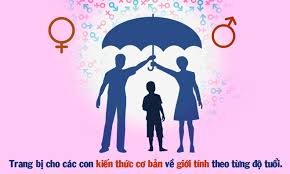 Trang bị cho các con kiến thức cơ bản về giới tính theo từng độ tuổi.